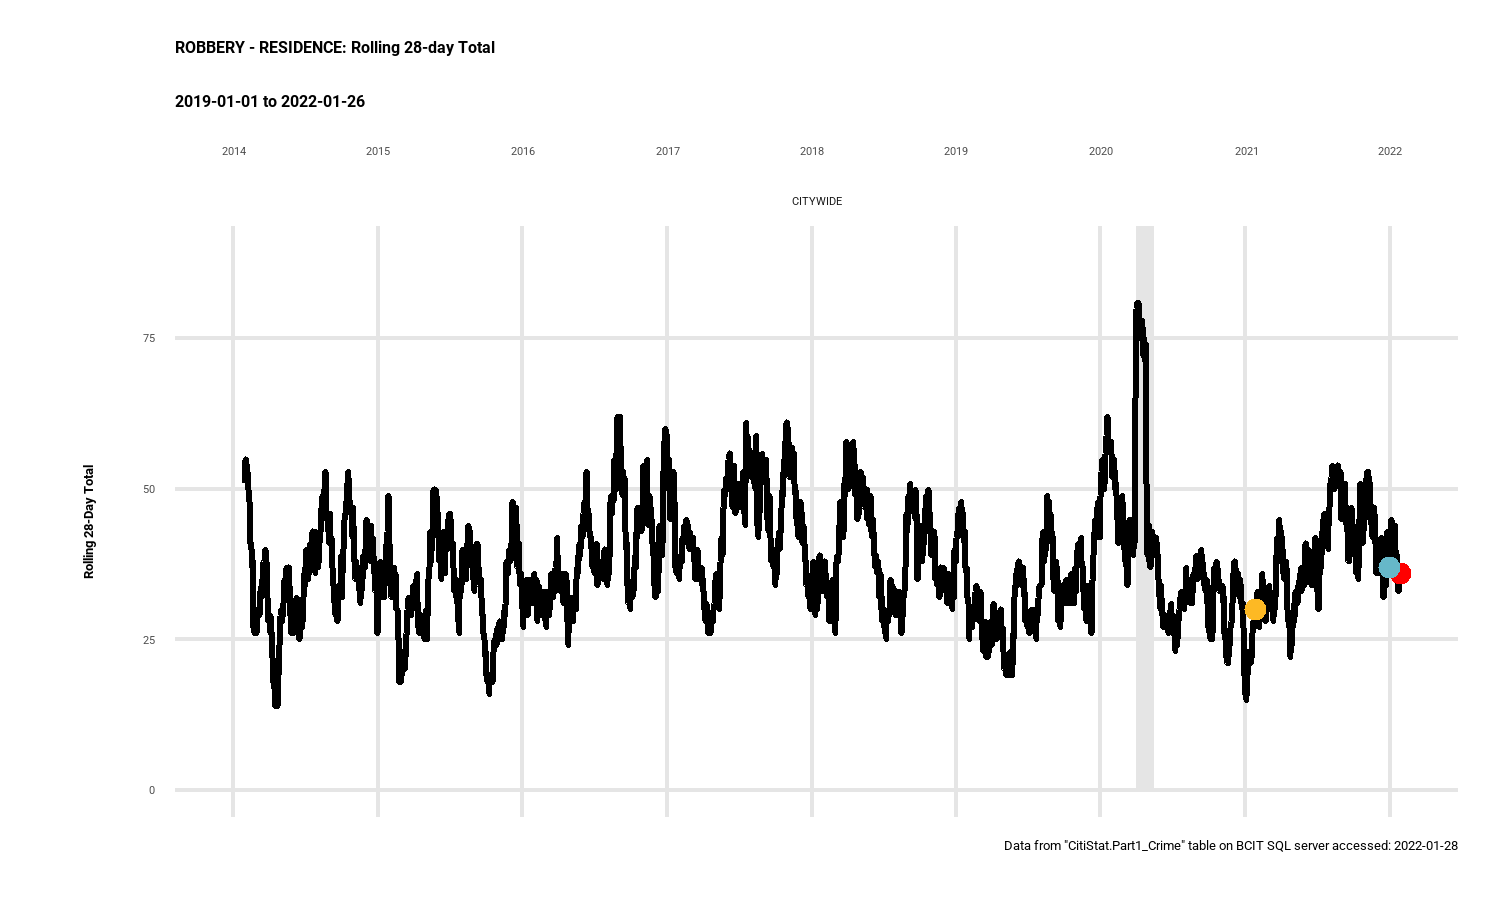 ROBBERY - RESIDENCE: Rolling 28-day Total
2019-01-01 to 2022-01-26
2014 2015 2016 2017 2018 2019 2020 2021 2022
CITYWIDE
75
50
25
0
Rolling 28-Day Total
Data from "CitiStat.Part1_Crime" table on BCIT SQL server accessed: 2022-01-28